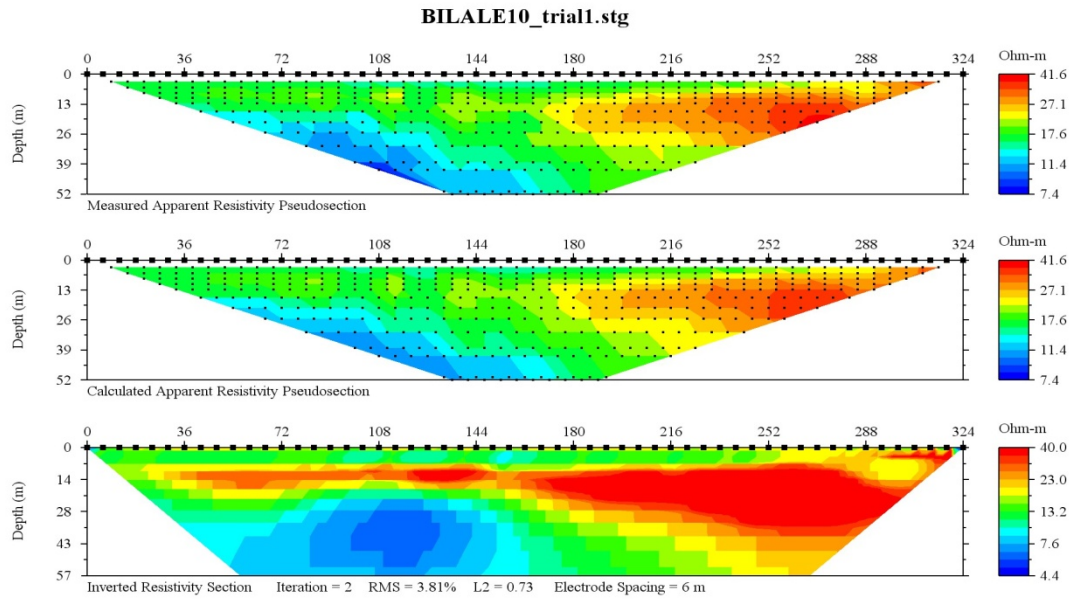 BILALE10_trial1.stg
0 36 72 108 144 180 216 252 288 324
Ohm-m
Depth (m)
0
13
26
39
52
41.6
27.1
17.6
11.4
7.4
Measured Apparent Resistivity Pseudosection
0 36 72 108 144 180 216 252 288 324
Ohm-m
Depth (m)
0
13
26
39
52
41.6
27.1
17.6
11.4
7.4
Calculated Apparent Resistivity Pseudosection
0 36 72 108 144 180 216 252 288 324
Ohm-m
Depth (m)
0
14
28
43
57
40.0
23.0
13.2
7.6
4.4
Inverted Resistivity Section Iteration = 2 RMS = 3.81% L2 = 0.73 Electrode Spacing = 6 m